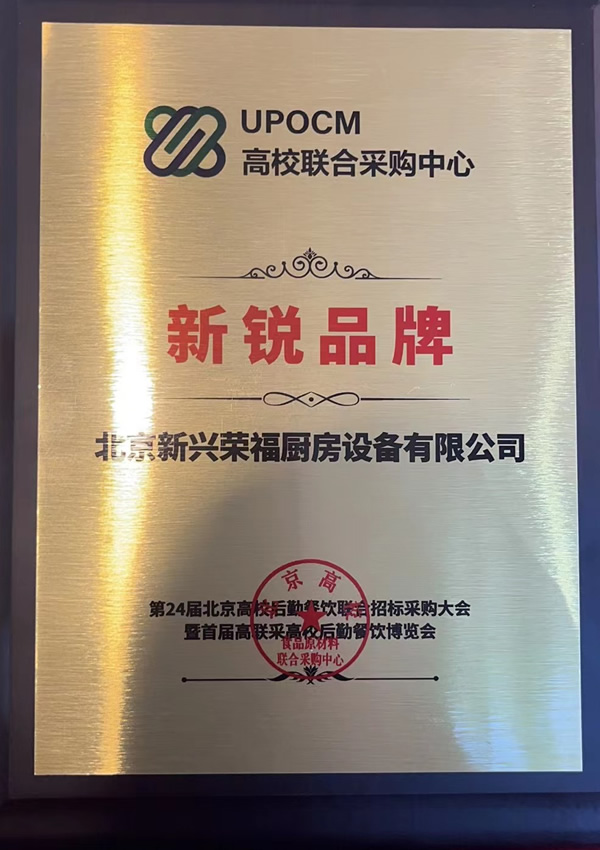 UPOCM
高校联合采购中心
新锐品牌
北京新兴荣福厨房设备有限公司
第24届北京高校后勤餐饮联合招标采购大会
暨首届高联采高校后勤餐饮博览会
北京高校
食品原材料
联合采购中心